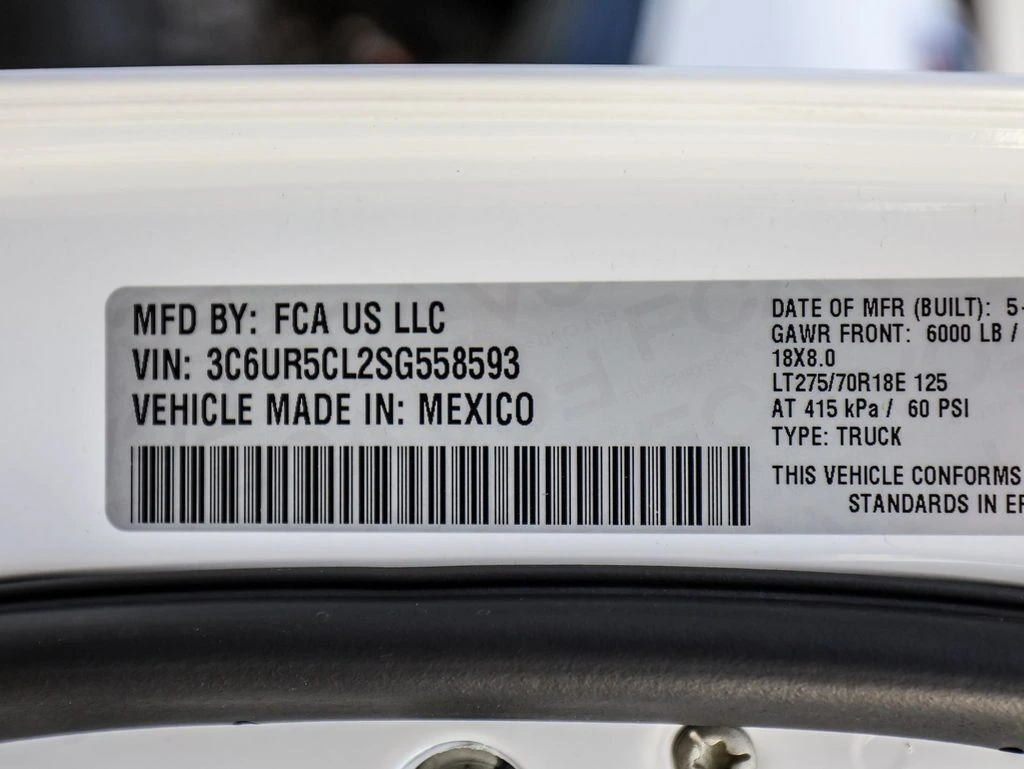 MFD BY: FCA US LLC
VIN: 3C6UR5CL2SG558593
VEHICLE MADE IN: MEXICO
DATE OF MFR (BUILT): 5-
GAWR FRONT: 6000 LB /
18X8.0
LT275/70R18E 125
AT 415 kPa / 60 PSI
TYPE: TRUCK
THIS VEHICLE CONFORMS
STANDARDS IN